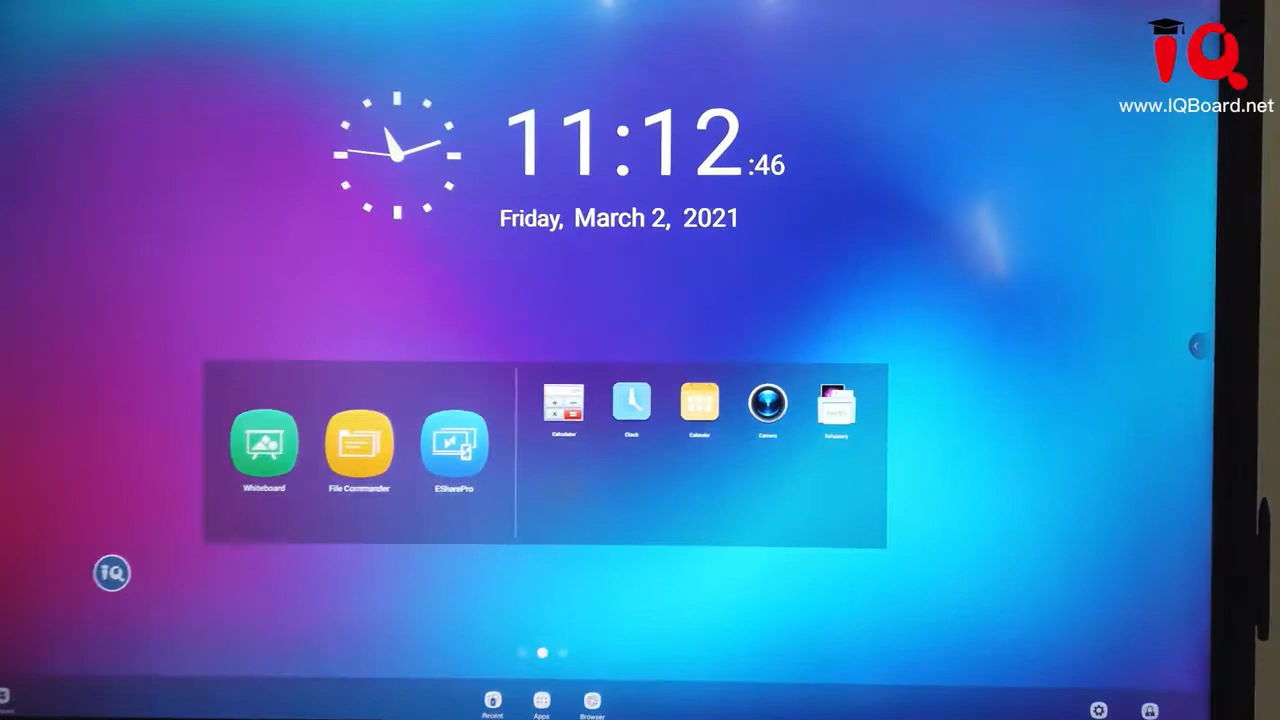 iQ
www.IQBoard.net
11:12:46
Friday, March 2, 2021
Calculator
Clock
Calendar
Camera
Whiteboard
File Commander
ESharePro
iQ
Recent
Apps
Browser